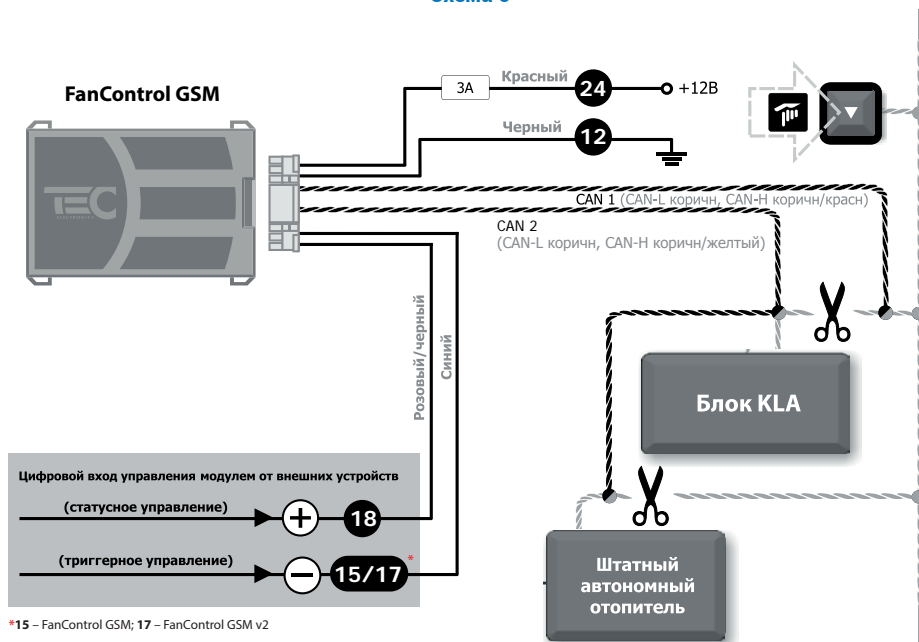 FanControl GSM
TEC
ELECTRONICS
3А
Красный
24
+12В
Черный
12
CAN 1 (CAN-L коричн, CAN-H коричн/красн)
CAN 2
(CAN-L коричн, CAN-H коричн/желтый)
Розовый/черный
Синий
Блок KLA
Цифровой вход управления модулем от внешних устройств
(статусное управление)
+
18
(триггерное управление)
−
15/17*
Штатный
автономный
отопитель
*15 – FanControl GSM; 17 – FanControl GSM v2